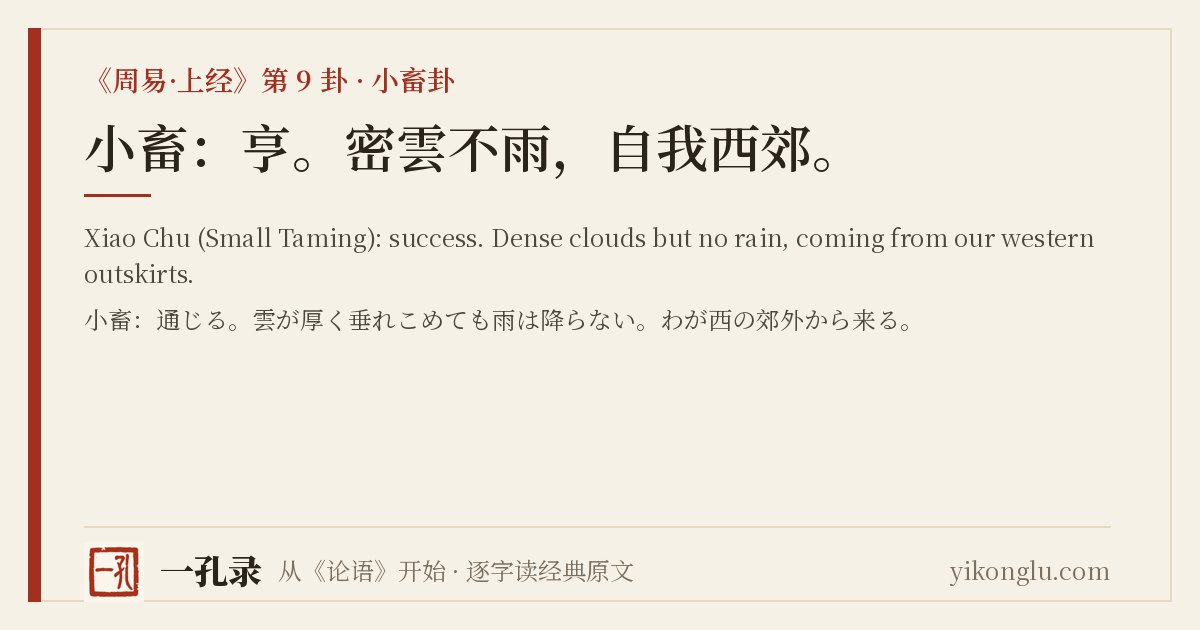 《周易·上经》第 9 卦 · 小畜卦
小畜：亨。密雲不雨，自我西郊。
Xiao Chu (Small Taming): success. Dense clouds but no rain, coming from our western
outskirts.
小畜：通じる。雲が厚く垂れこめても雨は降らない。わが西の郊外から来る。
一孔
一孔录 从《论语》开始 · 逐字读经典原文 yikonglu.com